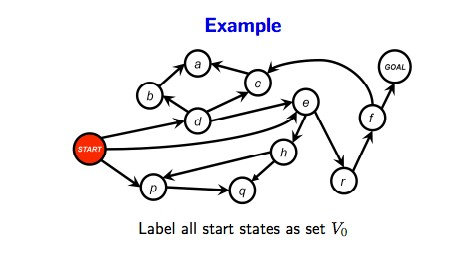 Example
a
GOAL
c
b
e
d
f
START
h
r
p
q
Label all start states as set V₀